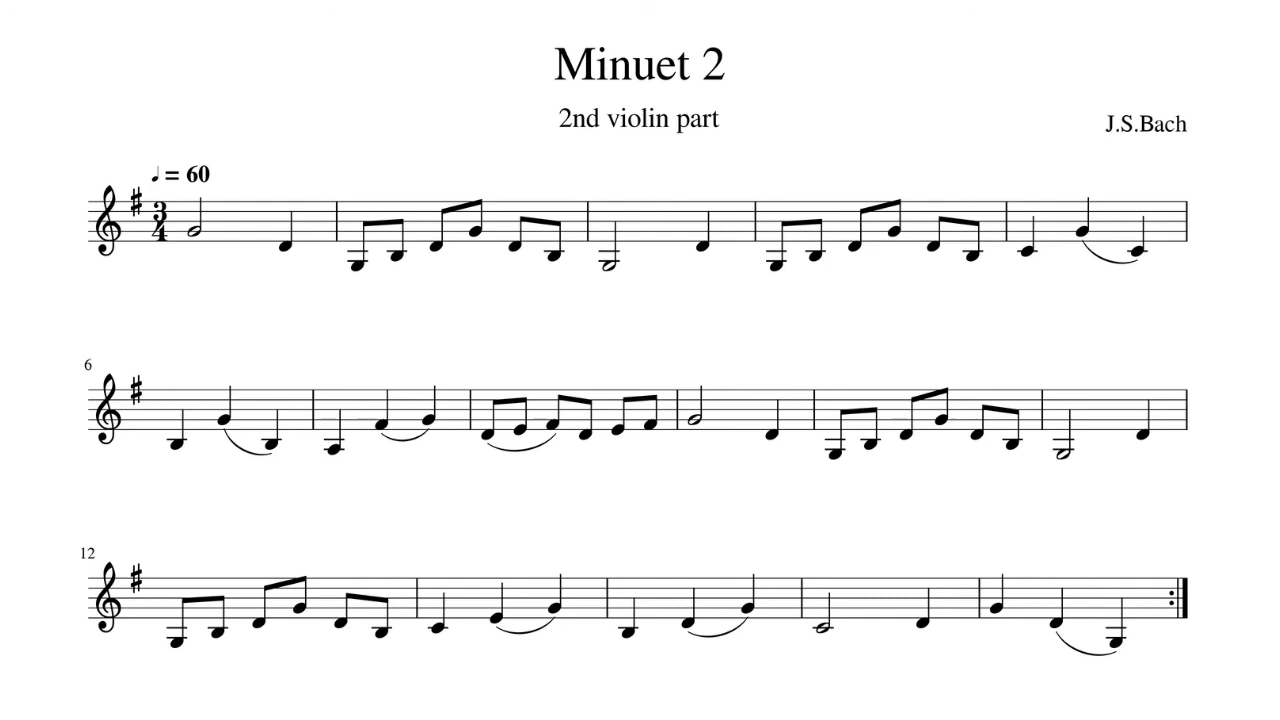 Minuet 2
2nd violin part
J.S.Bach
♩ = 60
3
4
6
12